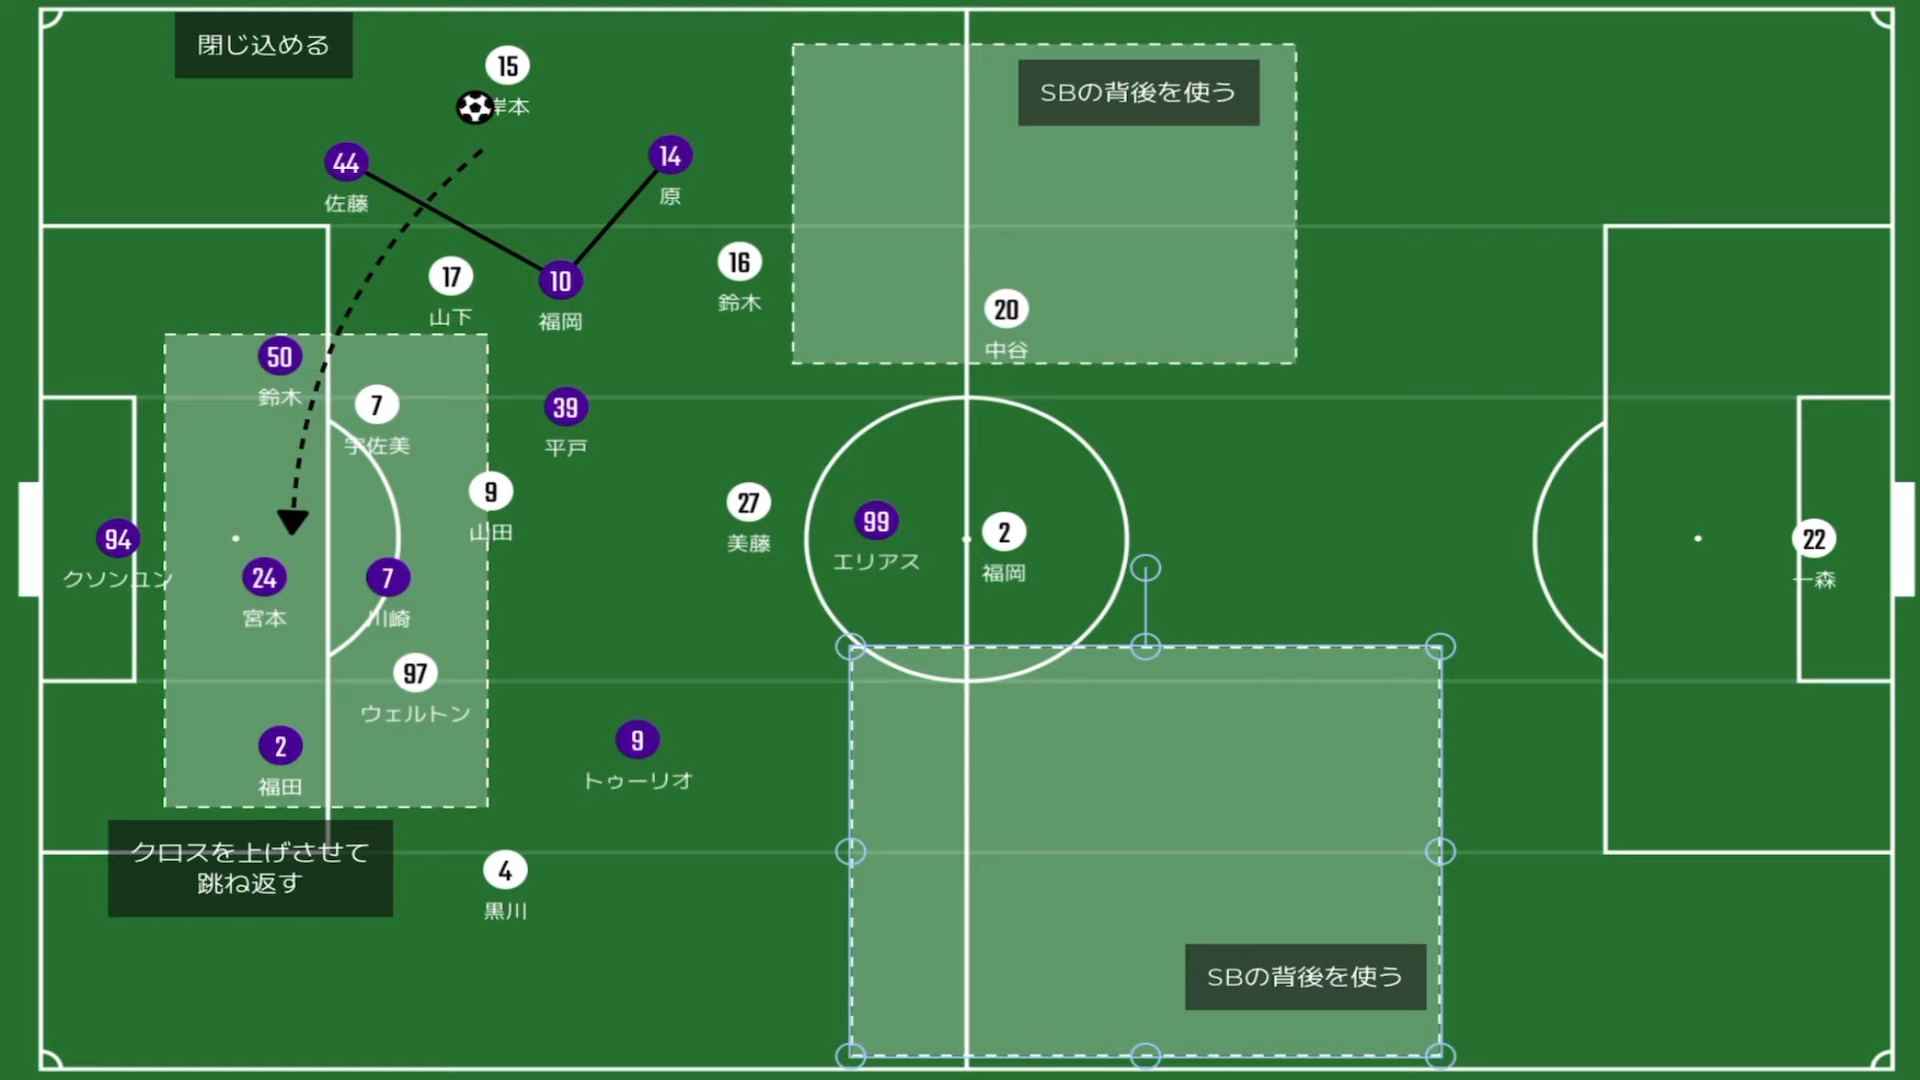 閉じ込める
15
岸本
SBの背後を使う
44
佐藤
14
原
17
山下
10
福岡
16
鈴木
20
中谷
50
鈴木
7
宇佐美
39
平戸
9
山田
27
美藤
99
エリアス
2
福岡
22
一森
94
クソンユン
24
宮本
7
川崎
97
ウェルトン
2
福田
9
トゥーリオ
クロスを上げさせて
跳ね返す
4
黒川
SBの背後を使う